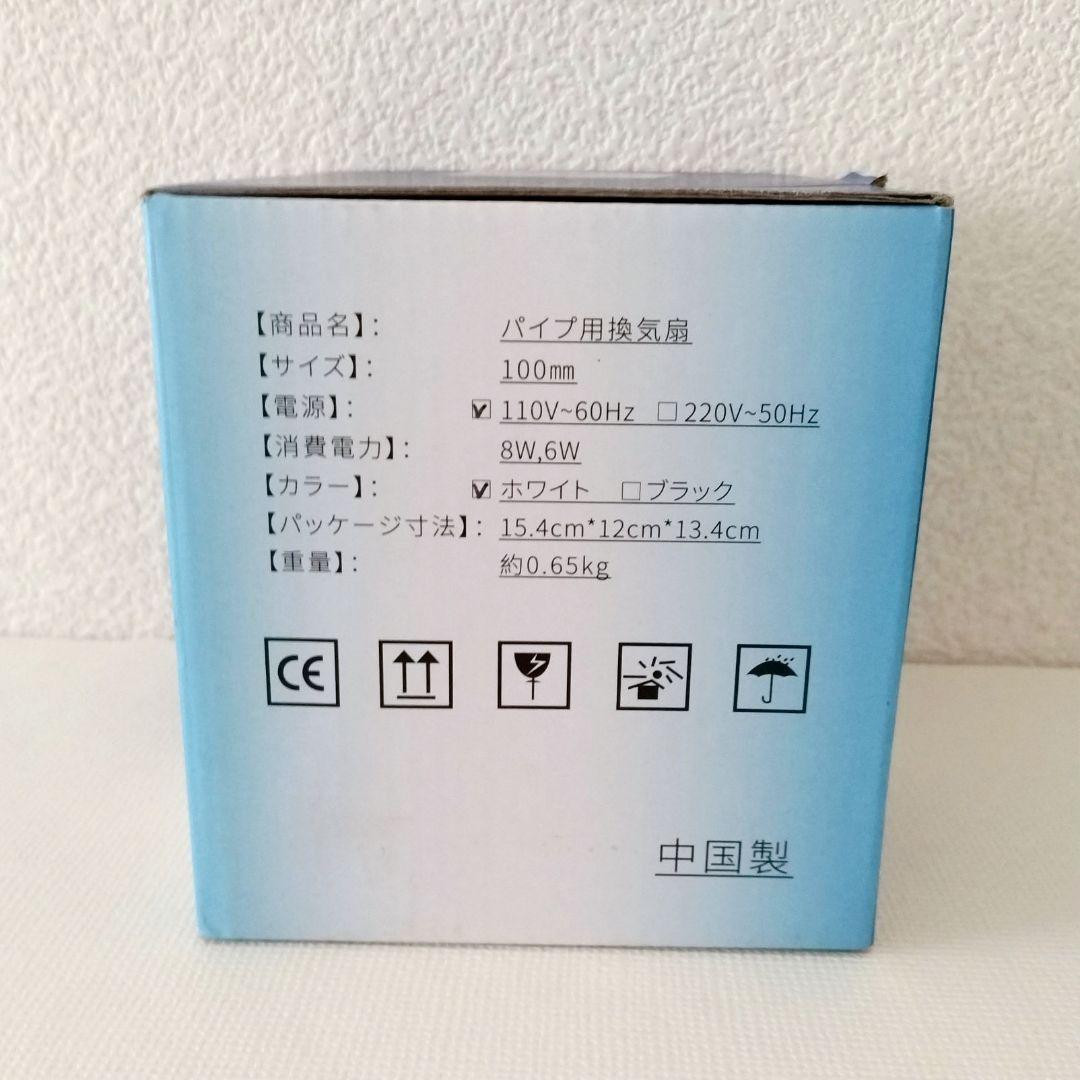 【商品名】: パイプ用換気扇
【サイズ】: 100㎜
【電源】: ☑110V~60Hz □220V~50Hz
【消費電力】: 8W,6W
【カラー】: ☑ホワイト □ブラック
【パッケージ寸法】: 15.4cm*12cm*13.4cm
【重量】: 約0.65kg
CE
中国製